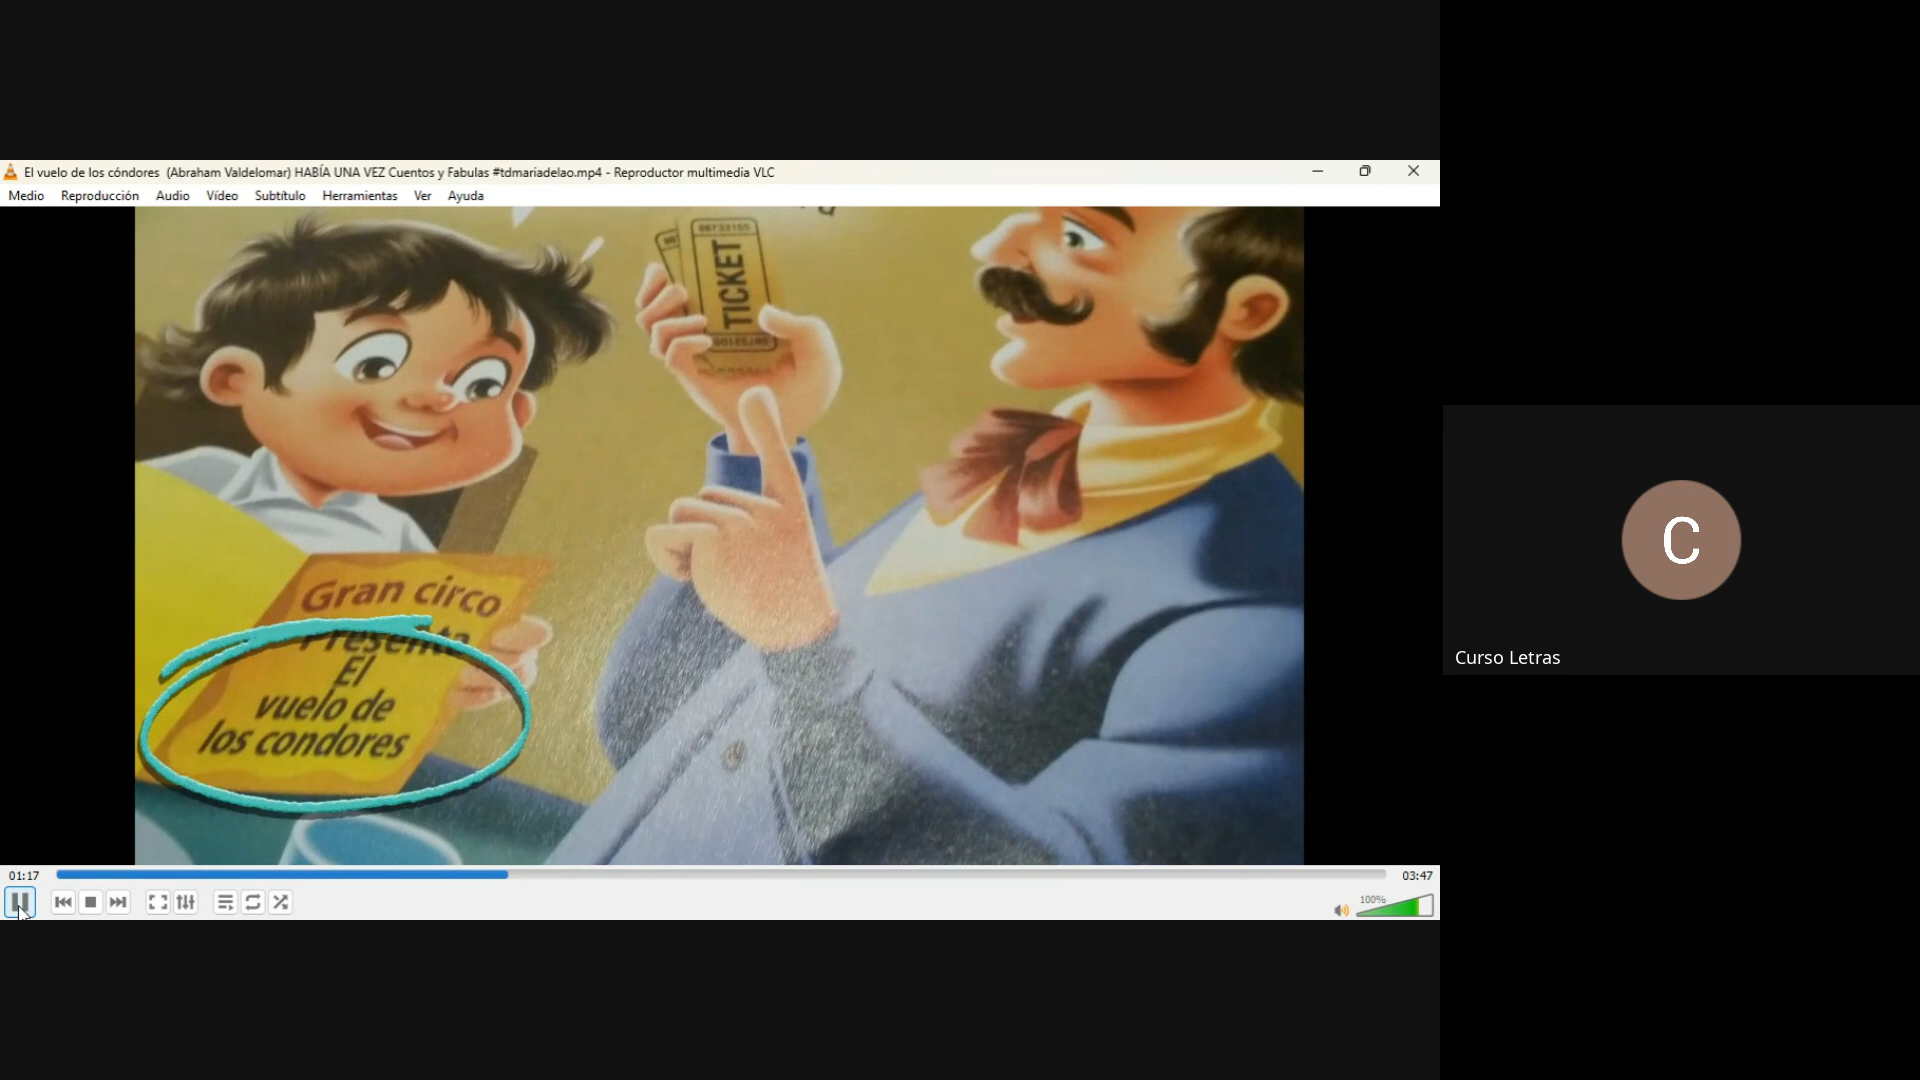 El vuelo de los cóndores (Abraham Valdelomar) HABÍA UNA VEZ Cuentos y Fabulas #tdmariadelao.mp4 - Reproductor multimedia VLC
Medio Reproducción Audio Vídeo Subtítulo Herramientas Ver Ayuda
TICKET
Gran circo
Presenta
El
vuelo de
los condores
01:17
03:47
100%
C
Curso Letras